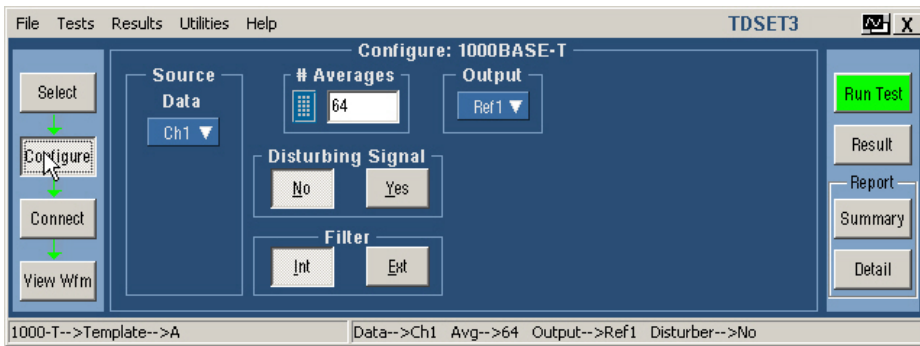 File Tests Results Utilities Help TDSET3 X
Configure: 1000BASE-T
Select
Configure
Connect
View Wfm
Source
Data
Ch1
# Averages
64
Output
Ref1
Disturbing Signal
No Yes
Filter
Int Ext
Run Test
Result
Report
Summary
Detail
1000-T-->Template-->A Data-->Ch1 Avg-->64 Output-->Ref1 Disturber-->No